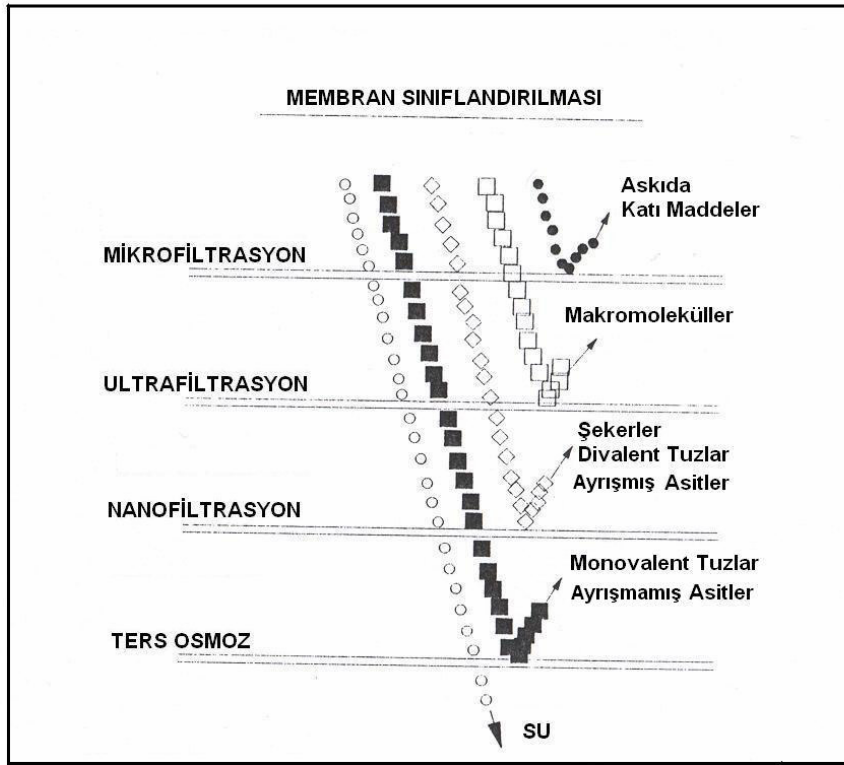 MEMBRAN SINIFLANDIRILMASI
Askıda
Katı Maddeler
MİKROFİLTRASYON
Makromoleküller
ULTRAFİLTRASYON
Şekerler
Divalent Tuzlar
Ayrışmış Asitler
NANOFİLTRASYON
Monovalent Tuzlar
Ayrışmamış Asitler
TERS OSMOZ
SU